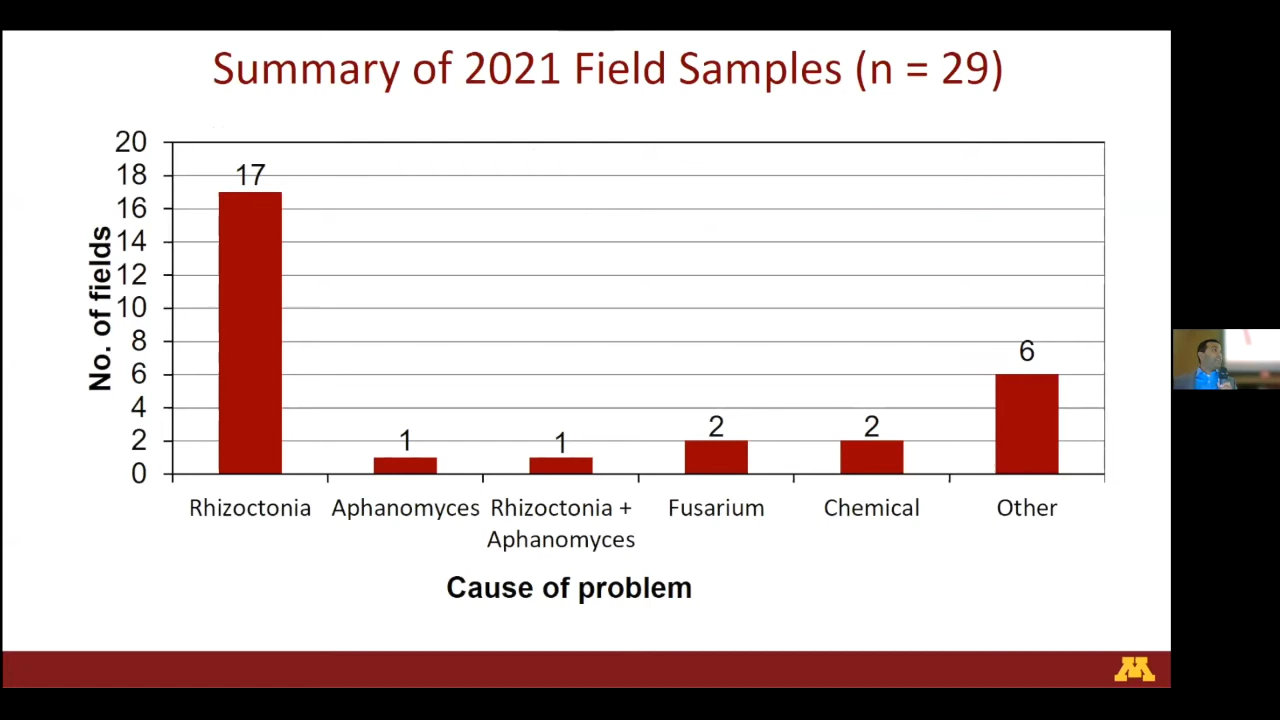 Summary of 2021 Field Samples (n = 29)
No. of fields
20
18
16
14
12
10
8
6
4
2
0
17
1
1
2
2
6
Rhizoctonia
Aphanomyces
Rhizoctonia +
Aphanomyces
Fusarium
Chemical
Other
Cause of problem
M